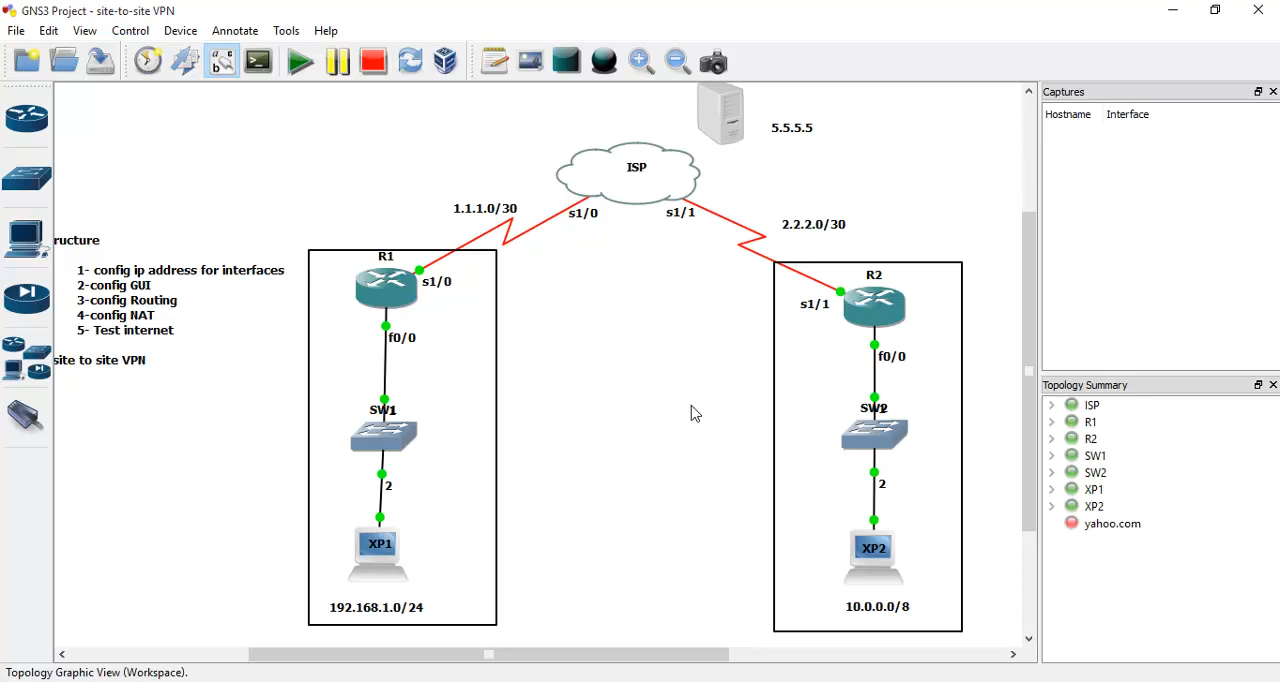 GNS3 Project - site-to-site VPN
File Edit View Control Device Annotate Tools Help
5.5.5.5
ISP
1.1.1.0/30
s1/0
s1/1
2.2.2.0/30
ructure
1- config ip address for interfaces
2-config GUI
3-config Routing
4-config NAT
5- Test internet
site to site VPN
R1
s1/0
f0/0
SW1
1
2
XP1
192.168.1.0/24
R2
s1/1
f0/0
SW2
2
XP2
10.0.0.0/8
Captures
Hostname Interface
Topology Summary
ISP
R1
R2
SW1
SW2
XP1
XP2
yahoo.com
Topology Graphic View (Workspace).